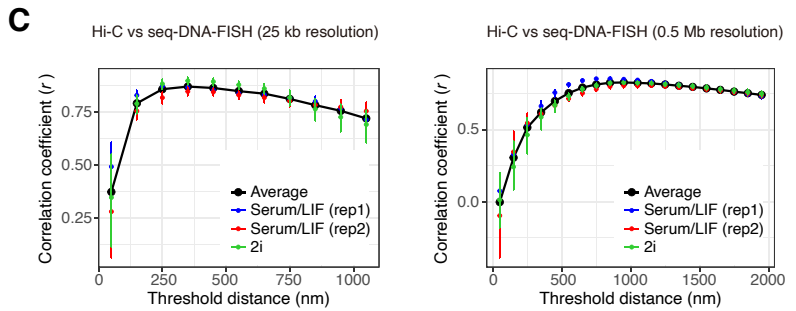 C
Hi-C vs seq-DNA-FISH (25 kb resolution)
Correlation coefficient (r)
0.75
0.50
0.25
0
250
500
750
1000
Threshold distance (nm)
Average
Serum/LIF (rep1)
Serum/LIF (rep2)
2i
Hi-C vs seq-DNA-FISH (0.5 Mb resolution)
Correlation coefficient (r)
0.5
0.0
0
500
1000
1500
2000
Threshold distance (nm)
Average
Serum/LIF (rep1)
Serum/LIF (rep2)
2i